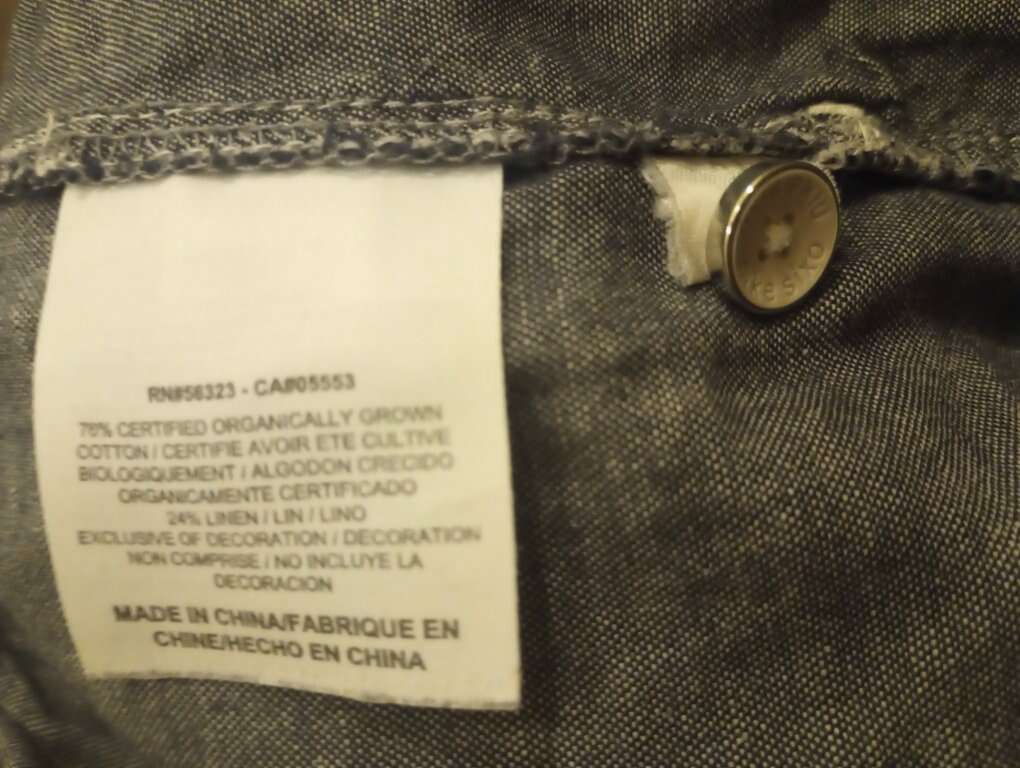 RN#56323 - CA#05553
76% CERTIFIED ORGANICALLY GROWN
COTTON / CERTIFIE AVOIR ETE CULTIVE
BIOLOGIQUEMENT / ALGODON CRECIDO
ORGANICAMENTE CERTIFICADO
24% LINEN / LIN / LINO
EXCLUSIVE OF DECORATION / DECORATION
NON COMPRISE / NO INCLUYE LA
DECORACION
MADE IN CHINA/FABRIQUE EN
CHINE/HECHO EN CHINA